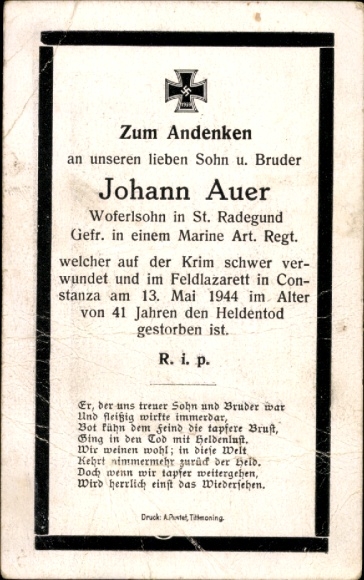 Zum Andenken
an unseren lieben Sohn u. Bruder
Johann Auer
Woferlsohn in St. Radegund
Gefr. in einem Marine Art. Regt.
welcher auf der Krim schwer ver-
wundet und im Feldlazarett in Con-
stanza am 13. Mai 1944 im Alter
von 41 Jahren den Heldentod
gestorben ist.
R. i. p.
Er, der uns treuer Sohn und Bruder war
Und fleißig wirkte immerdar,
Bot kühn dem Feind die tapfere Brust,
Ging in den Tod mit Heldenlust.
Wir weinen wohl; in diese Welt
Kehrt nimmermehr zurück der Held.
Doch wenn wir tapfer weitergehen,
Wird herrlich einst das Wiedersehen.
Druck: A. Pustet, Tittmoning.